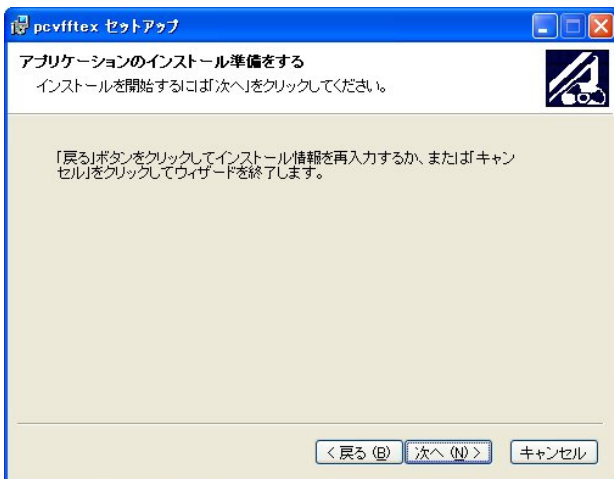 pcvfftex セットアップ
アプリケーションのインストール準備をする
インストールを開始するには「次へ」をクリックしてください。
「戻る」ボタンをクリックしてインストール情報を再入力するか、または「キャン
セル」をクリックしてウィザードを終了します。
< 戻る (B) 次へ (N) > キャンセル